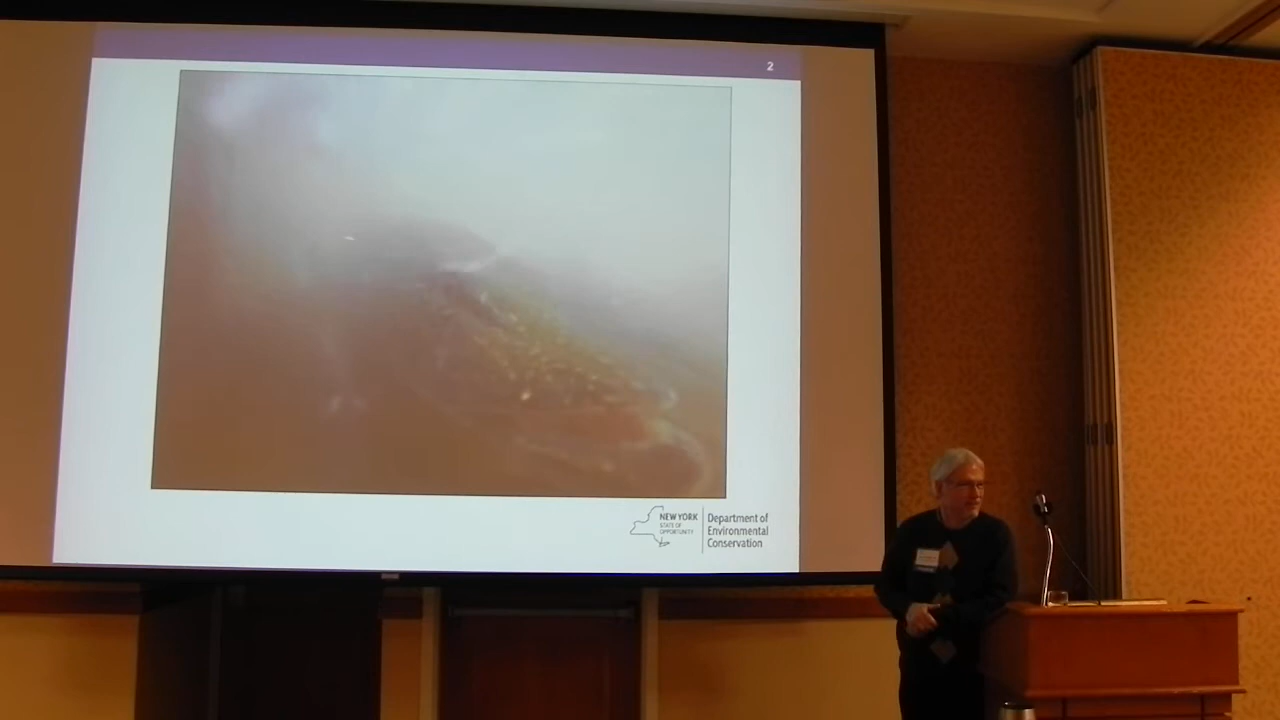 2
NEW YORK
STATE OF
OPPORTUNITY
Department of
Environmental
Conservation